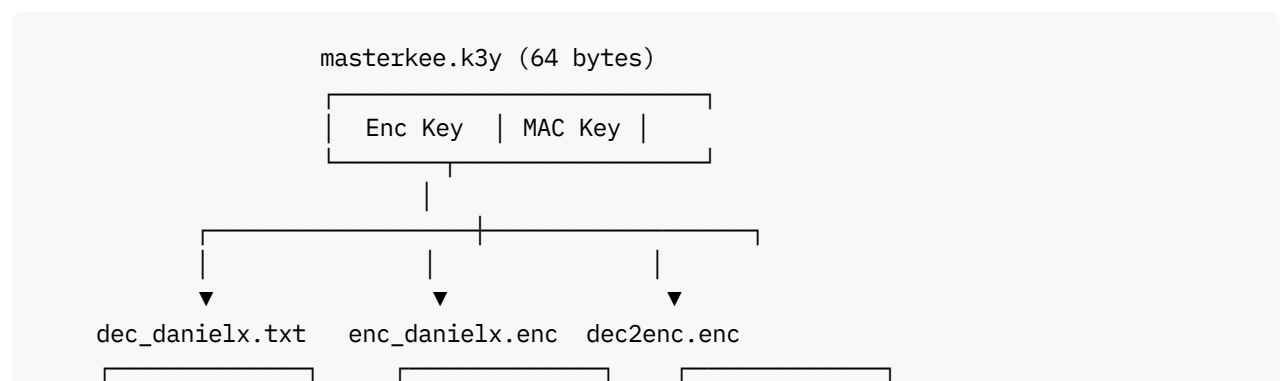 masterkee.k3y (64 bytes)
Enc Key | MAC Key |
dec_danielx.txt enc_danielx.enc dec2enc.enc